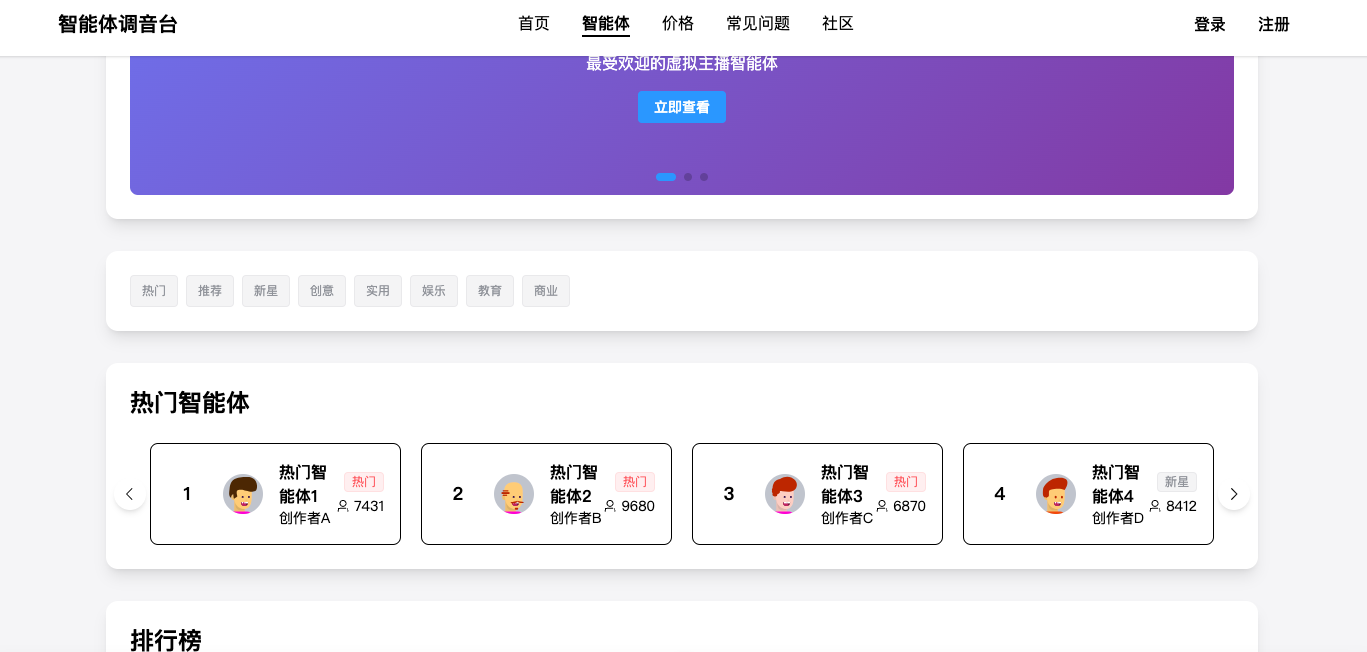 智能体调音台 首页 智能体 价格 常见问题 社区 登录 注册
最受欢迎的虚拟主播智能体
立即查看
热门 推荐 新星 创意 实用 娱乐 教育 商业
热门智能体
1
热门智
能体1
创作者A
热门
7431
2
热门智
能体2
创作者B
热门
9680
3
热门智
能体3
创作者C
热门
6870
4
热门智
能体4
创作者D
新星
8412
排行榜